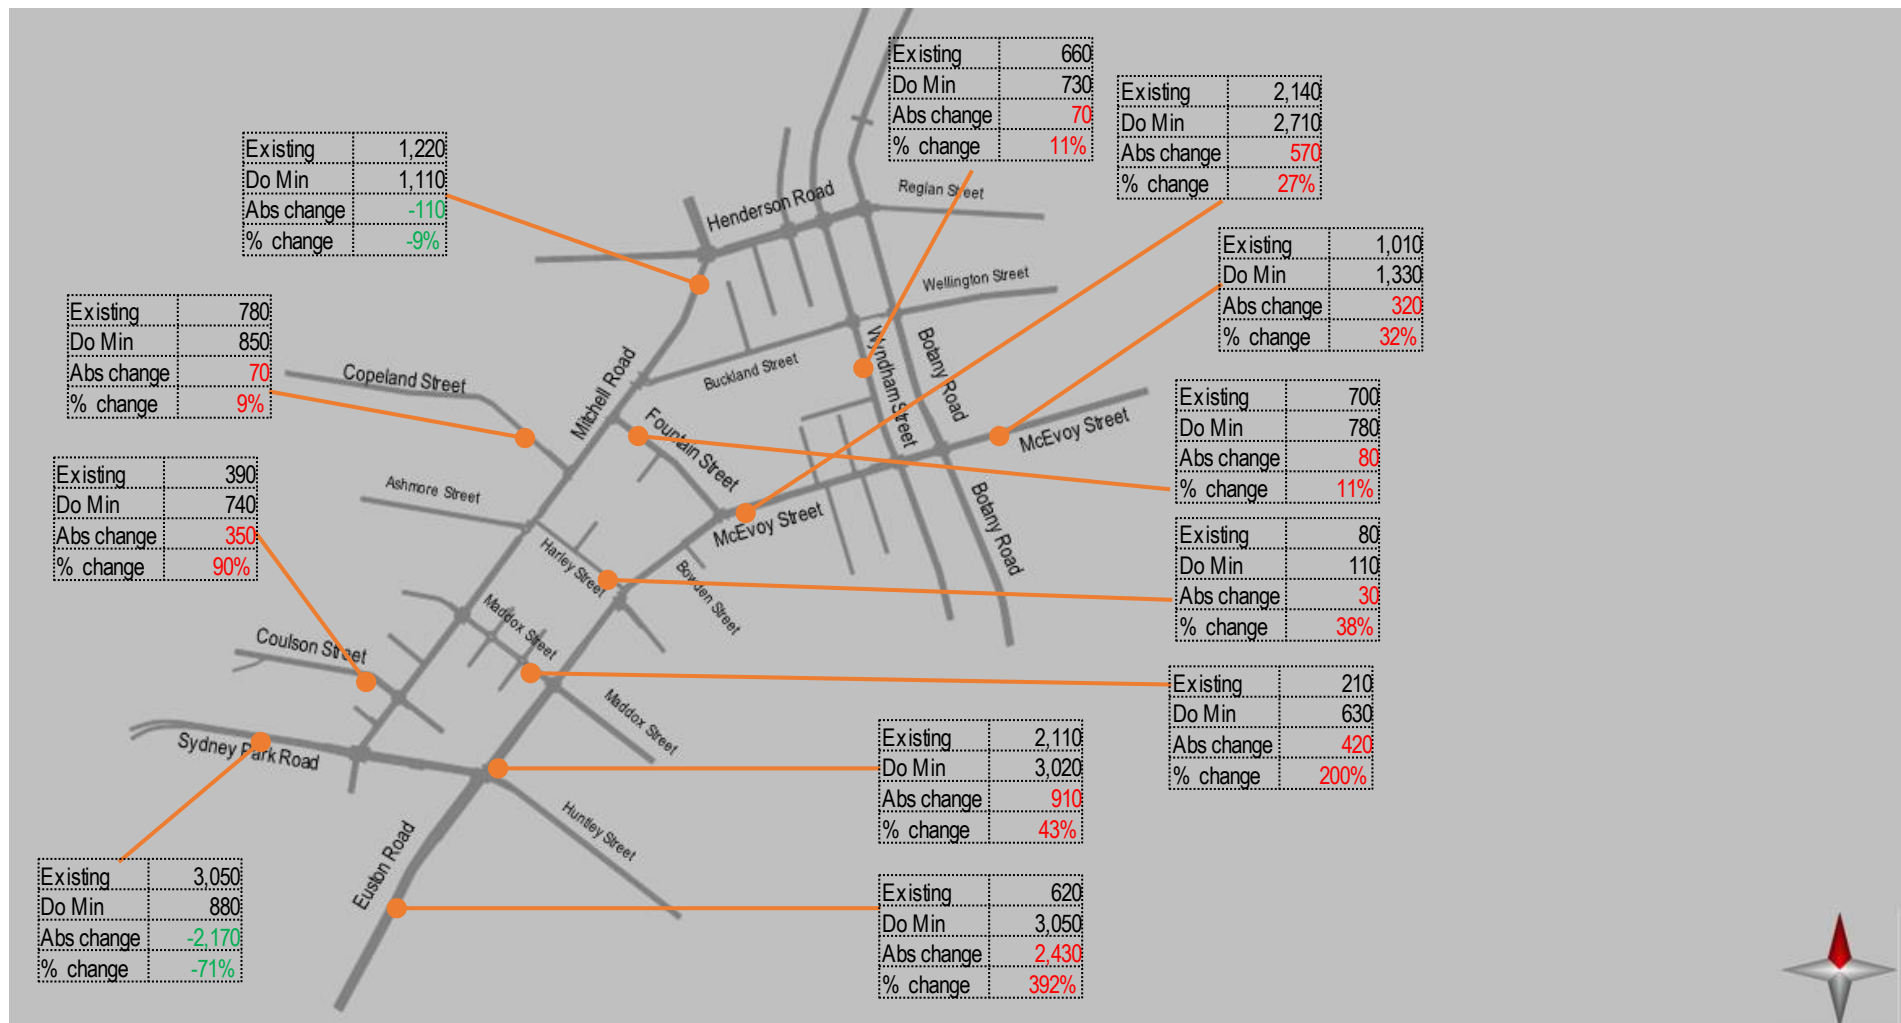 Existing 660
Do Min 730
Abs change 70
% change 11%
Existing 2,140
Do Min 2,710
Abs change 570
% change 27%
Existing 1,220
Do Min 1,110
Abs change -110
% change -9%
Henderson Road
Reglan Street
Existing 1,010
Do Min 1,330
Abs change 320
% change 32%
Wellington Street
Existing 780
Do Min 850
Abs change 70
% change 9%
Copeland Street
Mitchell Road
Buckland Street
Wyndham Street
Botany Road
Fountain Street
McEvoy Street
Existing 700
Do Min 780
Abs change 80
% change 11%
Existing 390
Do Min 740
Abs change 350
% change 90%
Ashmore Street
McEvoy Street
Botany Road
Harley Street
Bowden Street
Existing 80
Do Min 110
Abs change 30
% change 38%
Maddox Street
Coulson Street
Maddox Street
Existing 210
Do Min 630
Abs change 420
% change 200%
Sydney Park Road
Existing 2,110
Do Min 3,020
Abs change 910
% change 43%
Huntley Street
Euston Road
Existing 3,050
Do Min 880
Abs change -2,170
% change -71%
Existing 620
Do Min 3,050
Abs change 2,430
% change 392%